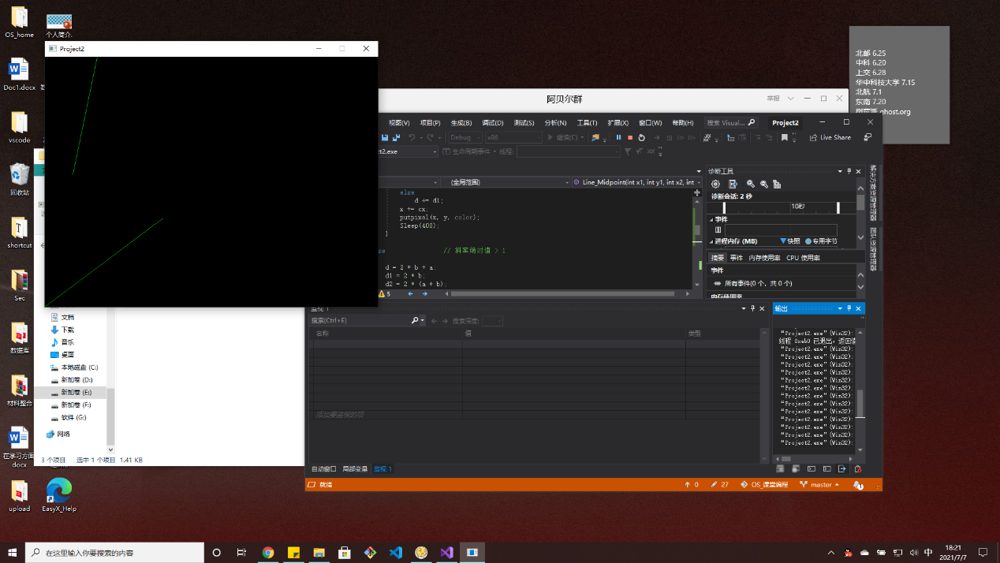 OS_home
个人简介.
Doc1.docx
vscode
回收站
shortcut
Sec
数据库
材料整合
在学习方面
docx
upload
EasyX_Help
Project2
北邮 6.25
中科 6.20
上交 6.28
华中科技大学 7.15
北航 7.1
东南 7.20
阿贝尔群
举报
视图(V) 项目(P) 生成(B) 调试(D) 测试(S) 分析(N) 工具(T) 扩展(X) 窗口(W) 帮助(H) 搜索 Visual... Project2
Debug x86 继续(C) Live Share
ct2.exe 生命周期事件 线程:
(全局范围) Line_Midpoint(int x1, int y1, int x2, int
else
d += d1;
x += cx;
putpixel(x, y, color);
Sleep(400);
}
se // 斜率绝对值 > 1
d = 2 * b + a;
d1 = 2 * b;
d2 = 2 * (a + b);
5
诊断工具
诊断会话: 2 秒
10秒
事件
进程内存 (MB) 快照 专用字节
摘要 事件 内存使用率 CPU 使用率
事件
所有事件(0 个，共 0 个)
内存使用率
监视 1
搜索(Ctrl+E) 搜索深度:
名称 值 类型
添加要监视的项
自动窗口 局部变量 监视 1
输出
“Project2.exe”(Win32):
线程 0xeb0 已退出，返回值
“Project2.exe”(Win32):
“Project2.exe”(Win32):
“Project2.exe”(Win32):
“Project2.exe”(Win32):
“Project2.exe”(Win32):
“Project2.exe”(Win32):
“Project2.exe”(Win32):
“Project2.exe”(Win32):
“Project2.exe”(Win32):
“Project2.exe”(Win32):
“Project2.exe”(Win32):
“Project2.exe”(Win32):
“Project2.exe”(Win32):
就绪 0 27 OS_课堂编程 master 1
文档
下载
音乐
桌面
本地磁盘 (C:)
新加卷 (D:)
新加卷 (E:)
新加卷 (F:)
软件 (G:)
网络
3 个项目 选中 1 个项目 1.41 KB
在这里输入你要搜索的内容
中
18:21
2021/7/7